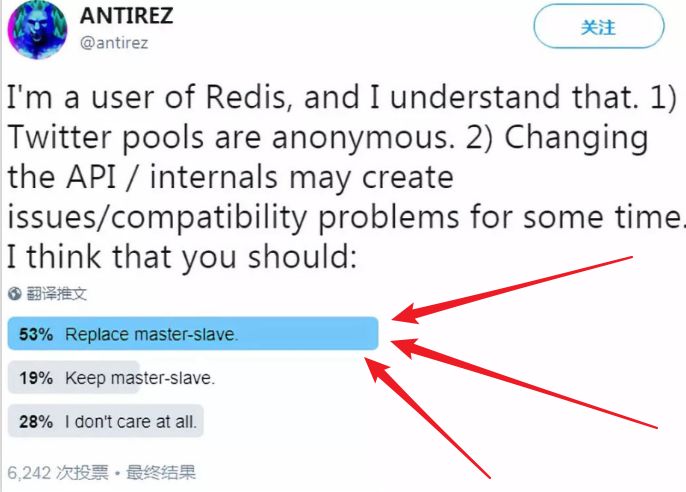 ANTIREZ
@antirez
关注
I'm a user of Redis, and I understand that. 1)
Twitter pools are anonymous. 2) Changing
the API / internals may create
issues/compatibility problems for some time.
I think that you should:
翻译推文
53% Replace master-slave.
19% Keep master-slave.
28% I don't care at all.
6,242 次投票 • 最终结果